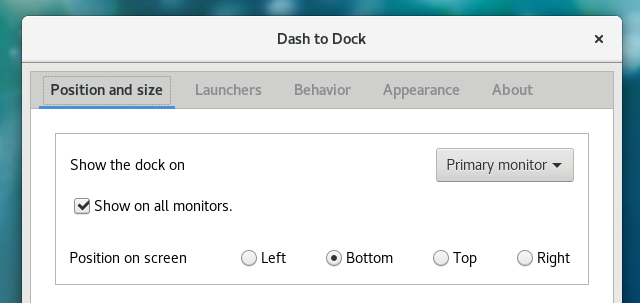 Dash to Dock
Position and size Launchers Behavior Appearance About
Show the dock on Primary monitor
Show on all monitors.
Position on screen Left Bottom Top Right